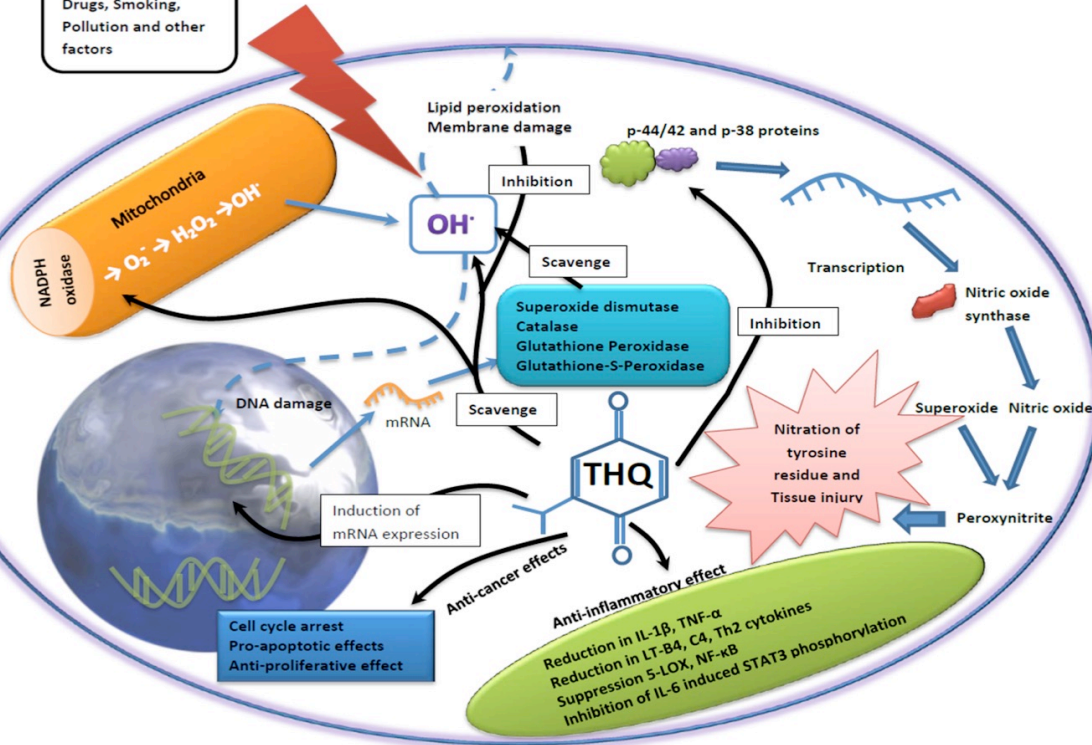 Drugs, Smoking,
Pollution and other
factors
Lipid peroxidation
Membrane damage
p-44/42 and p-38 proteins
Inhibition
Mitochondria
NADPH
oxidase
→ O₂⁻ → H₂O₂ → OH·
OH·
Scavenge
Transcription
Superoxide dismutase
Catalase
Glutathione Peroxidase
Glutathione-S-Peroxidase
Nitric oxide
synthase
Inhibition
DNA damage
mRNA
Scavenge
Superoxide
Nitric oxide
Nitration of
tyrosine
residue and
Tissue injury
THQ
Peroxynitrite
Induction of
mRNA expression
Anti-cancer effects
Anti-inflammatory effect
Cell cycle arrest
Pro-apoptotic effects
Anti-proliferative effect
Reduction in IL-1β, TNF-α
Reduction in LT-B4, C4, Th2 cytokines
Suppression 5-LOX, NF-κB
Inhibition of IL-6 induced STAT3 phosphorylation